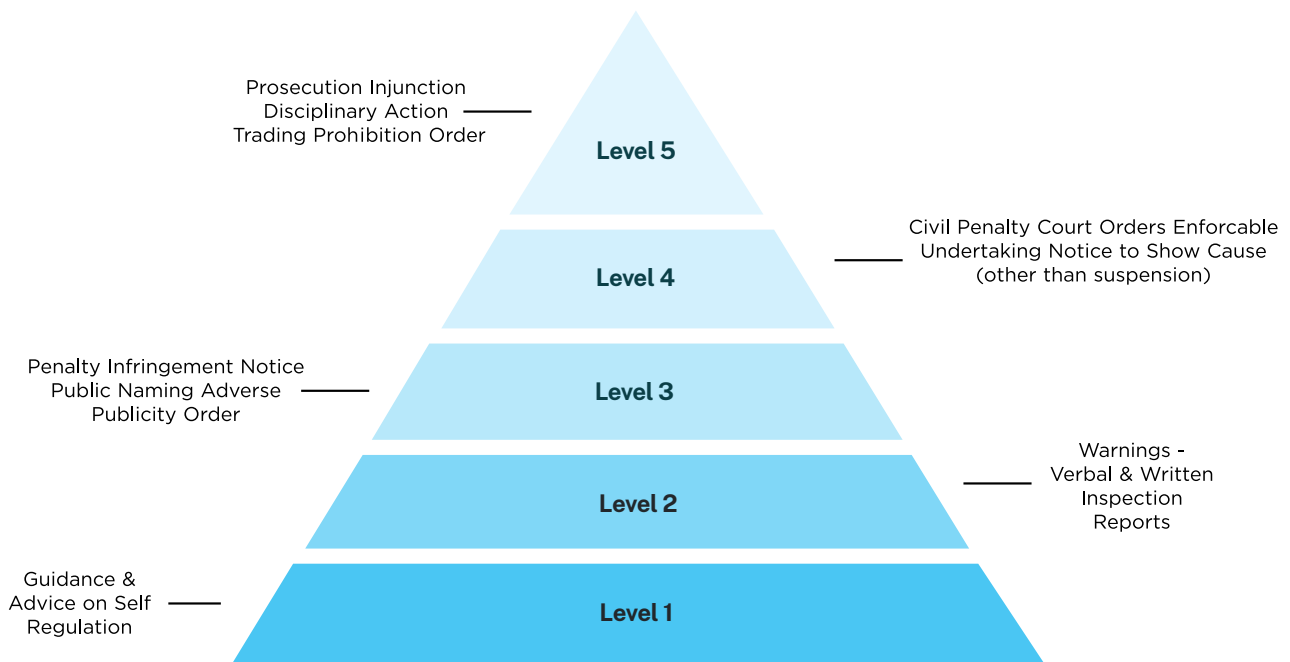 Prosecution Injunction
Disciplinary Action
Trading Prohibition Order
Level 5
Civil Penalty Court Orders Enforcable
Undertaking Notice to Show Cause
(other than suspension)
Level 4
Penalty Infringement Notice
Public Naming Adverse
Publicity Order
Level 3
Warnings -
Verbal & Written
Inspection
Reports
Level 2
Guidance &
Advice on Self
Regulation
Level 1